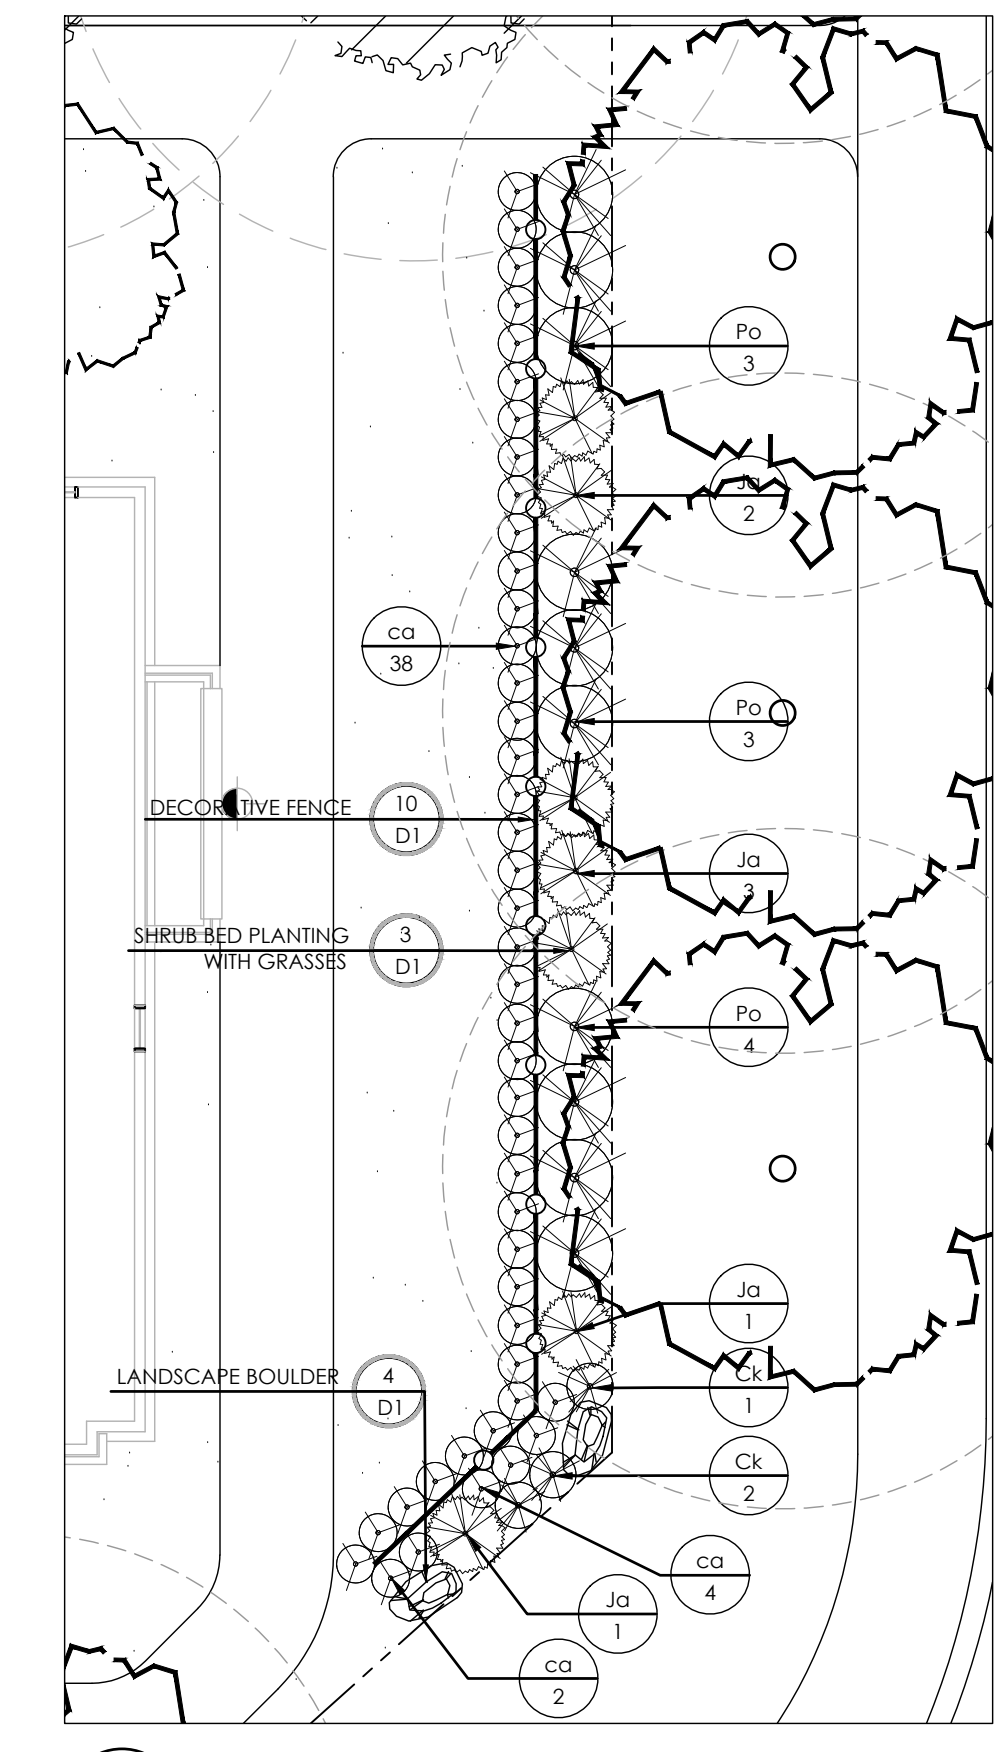 Po
3
Ja
2
ca
38
Po
3
DECORATIVE FENCE
10
D1
Ja
3
SHRUB BED PLANTING
WITH GRASSES
3
D1
Po
4
Ja
1
LANDSCAPE BOULDER
4
D1
Ck
1
Ck
2
ca
4
Ja
1
ca
2